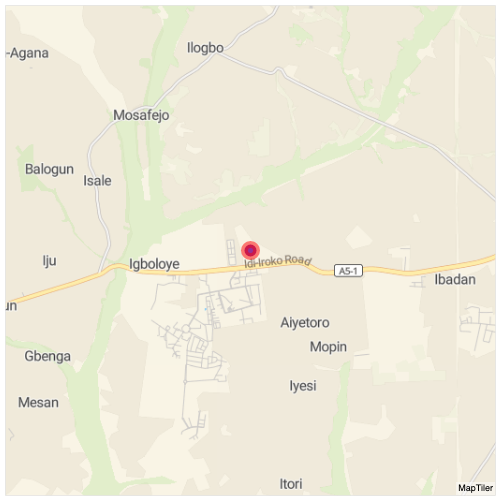 Ilogbo
-Agana
Mosafejo
Balogun
Isale
Iju
Igboloye
Idi-Iroko Road
A5-1
Ibadan
un
Aiyetoro
Mopin
Gbenga
Iyesi
Mesan
Itori
MapTiler